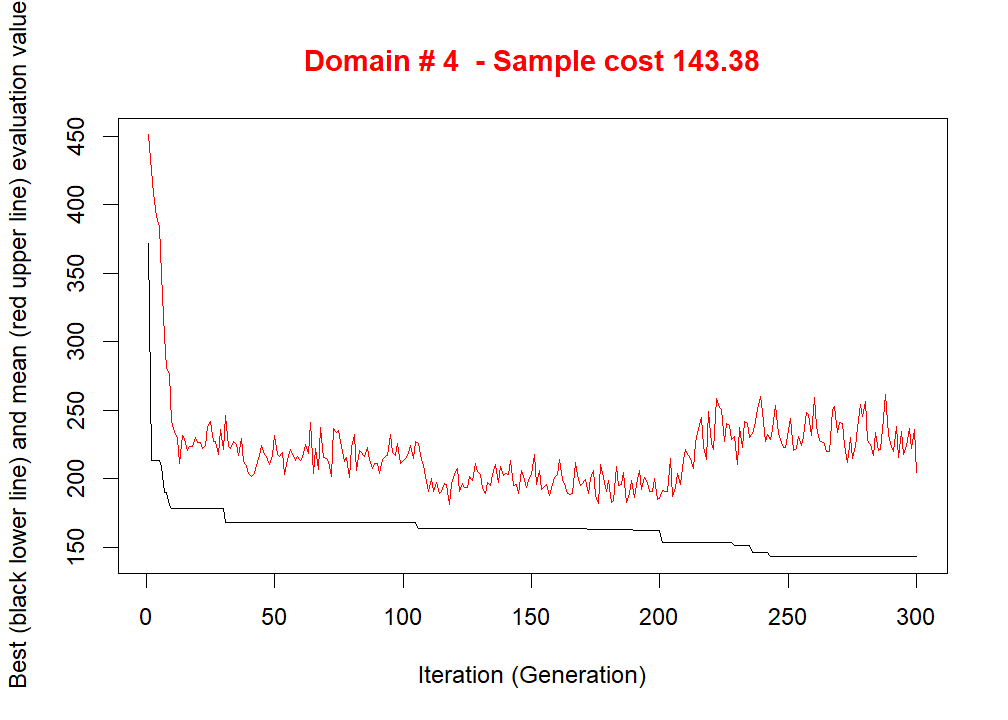 Domain # 4  - Sample cost 143.38
Best (black lower line) and mean (red upper line) evaluation value
450
400
350
300
250
200
150
0 50 100 150 200 250 300
Iteration (Generation)